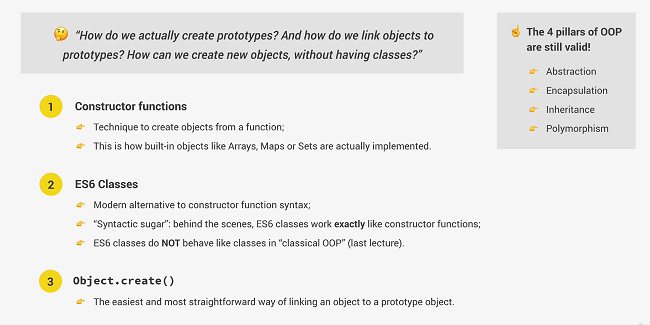 “How do we actually create prototypes? And how do we link objects to
prototypes? How can we create new objects, without having classes?”
The 4 pillars of OOP
are still valid!
Abstraction
Encapsulation
Inheritance
Polymorphism
1 Constructor functions
Technique to create objects from a function;
This is how built-in objects like Arrays, Maps or Sets are actually implemented.
2 ES6 Classes
Modern alternative to constructor function syntax;
“Syntactic sugar”: behind the scenes, ES6 classes work exactly like constructor functions;
ES6 classes do NOT behave like classes in “classical OOP” (last lecture).
3 Object.create()
The easiest and most straightforward way of linking an object to a prototype object.